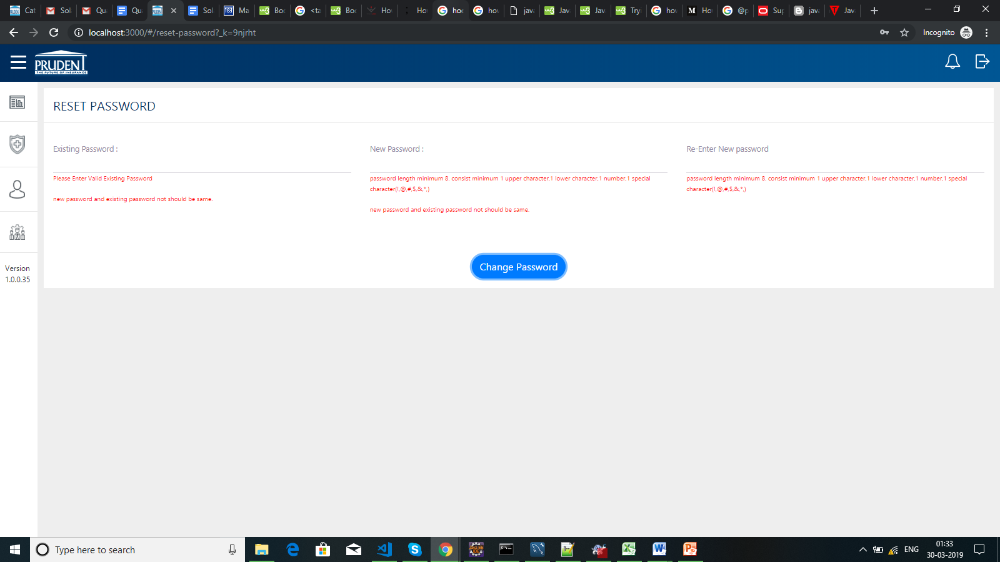 Cat
Sol
Qu
Qu
Sol
Ma
Boo
<ta
Boo
Ho
Ho
hoe
hov
java
Jav
Jav
Try
hov
Ho
@p
Sup
java
Jav
localhost:3000/#/reset-password?_k=9njrht
Incognito
PRUDENT
THE FUTURE OF INSURANCE
RESET PASSWORD
Existing Password :
New Password :
Re-Enter New password
Please Enter Valid Existing Password
new password and existing password not should be same.
password length minimum 8. consist minimum 1 upper character,1 lower character,1 number,1 special
character(!,@,#,$,&,*,)
new password and existing password not should be same.
password length minimum 8. consist minimum 1 upper character,1 lower character,1 number,1 special
character(!,@,#,$,&,*,)
Change Password
Version
1.0.0.35
Type here to search
ENG
01:33
30-03-2019